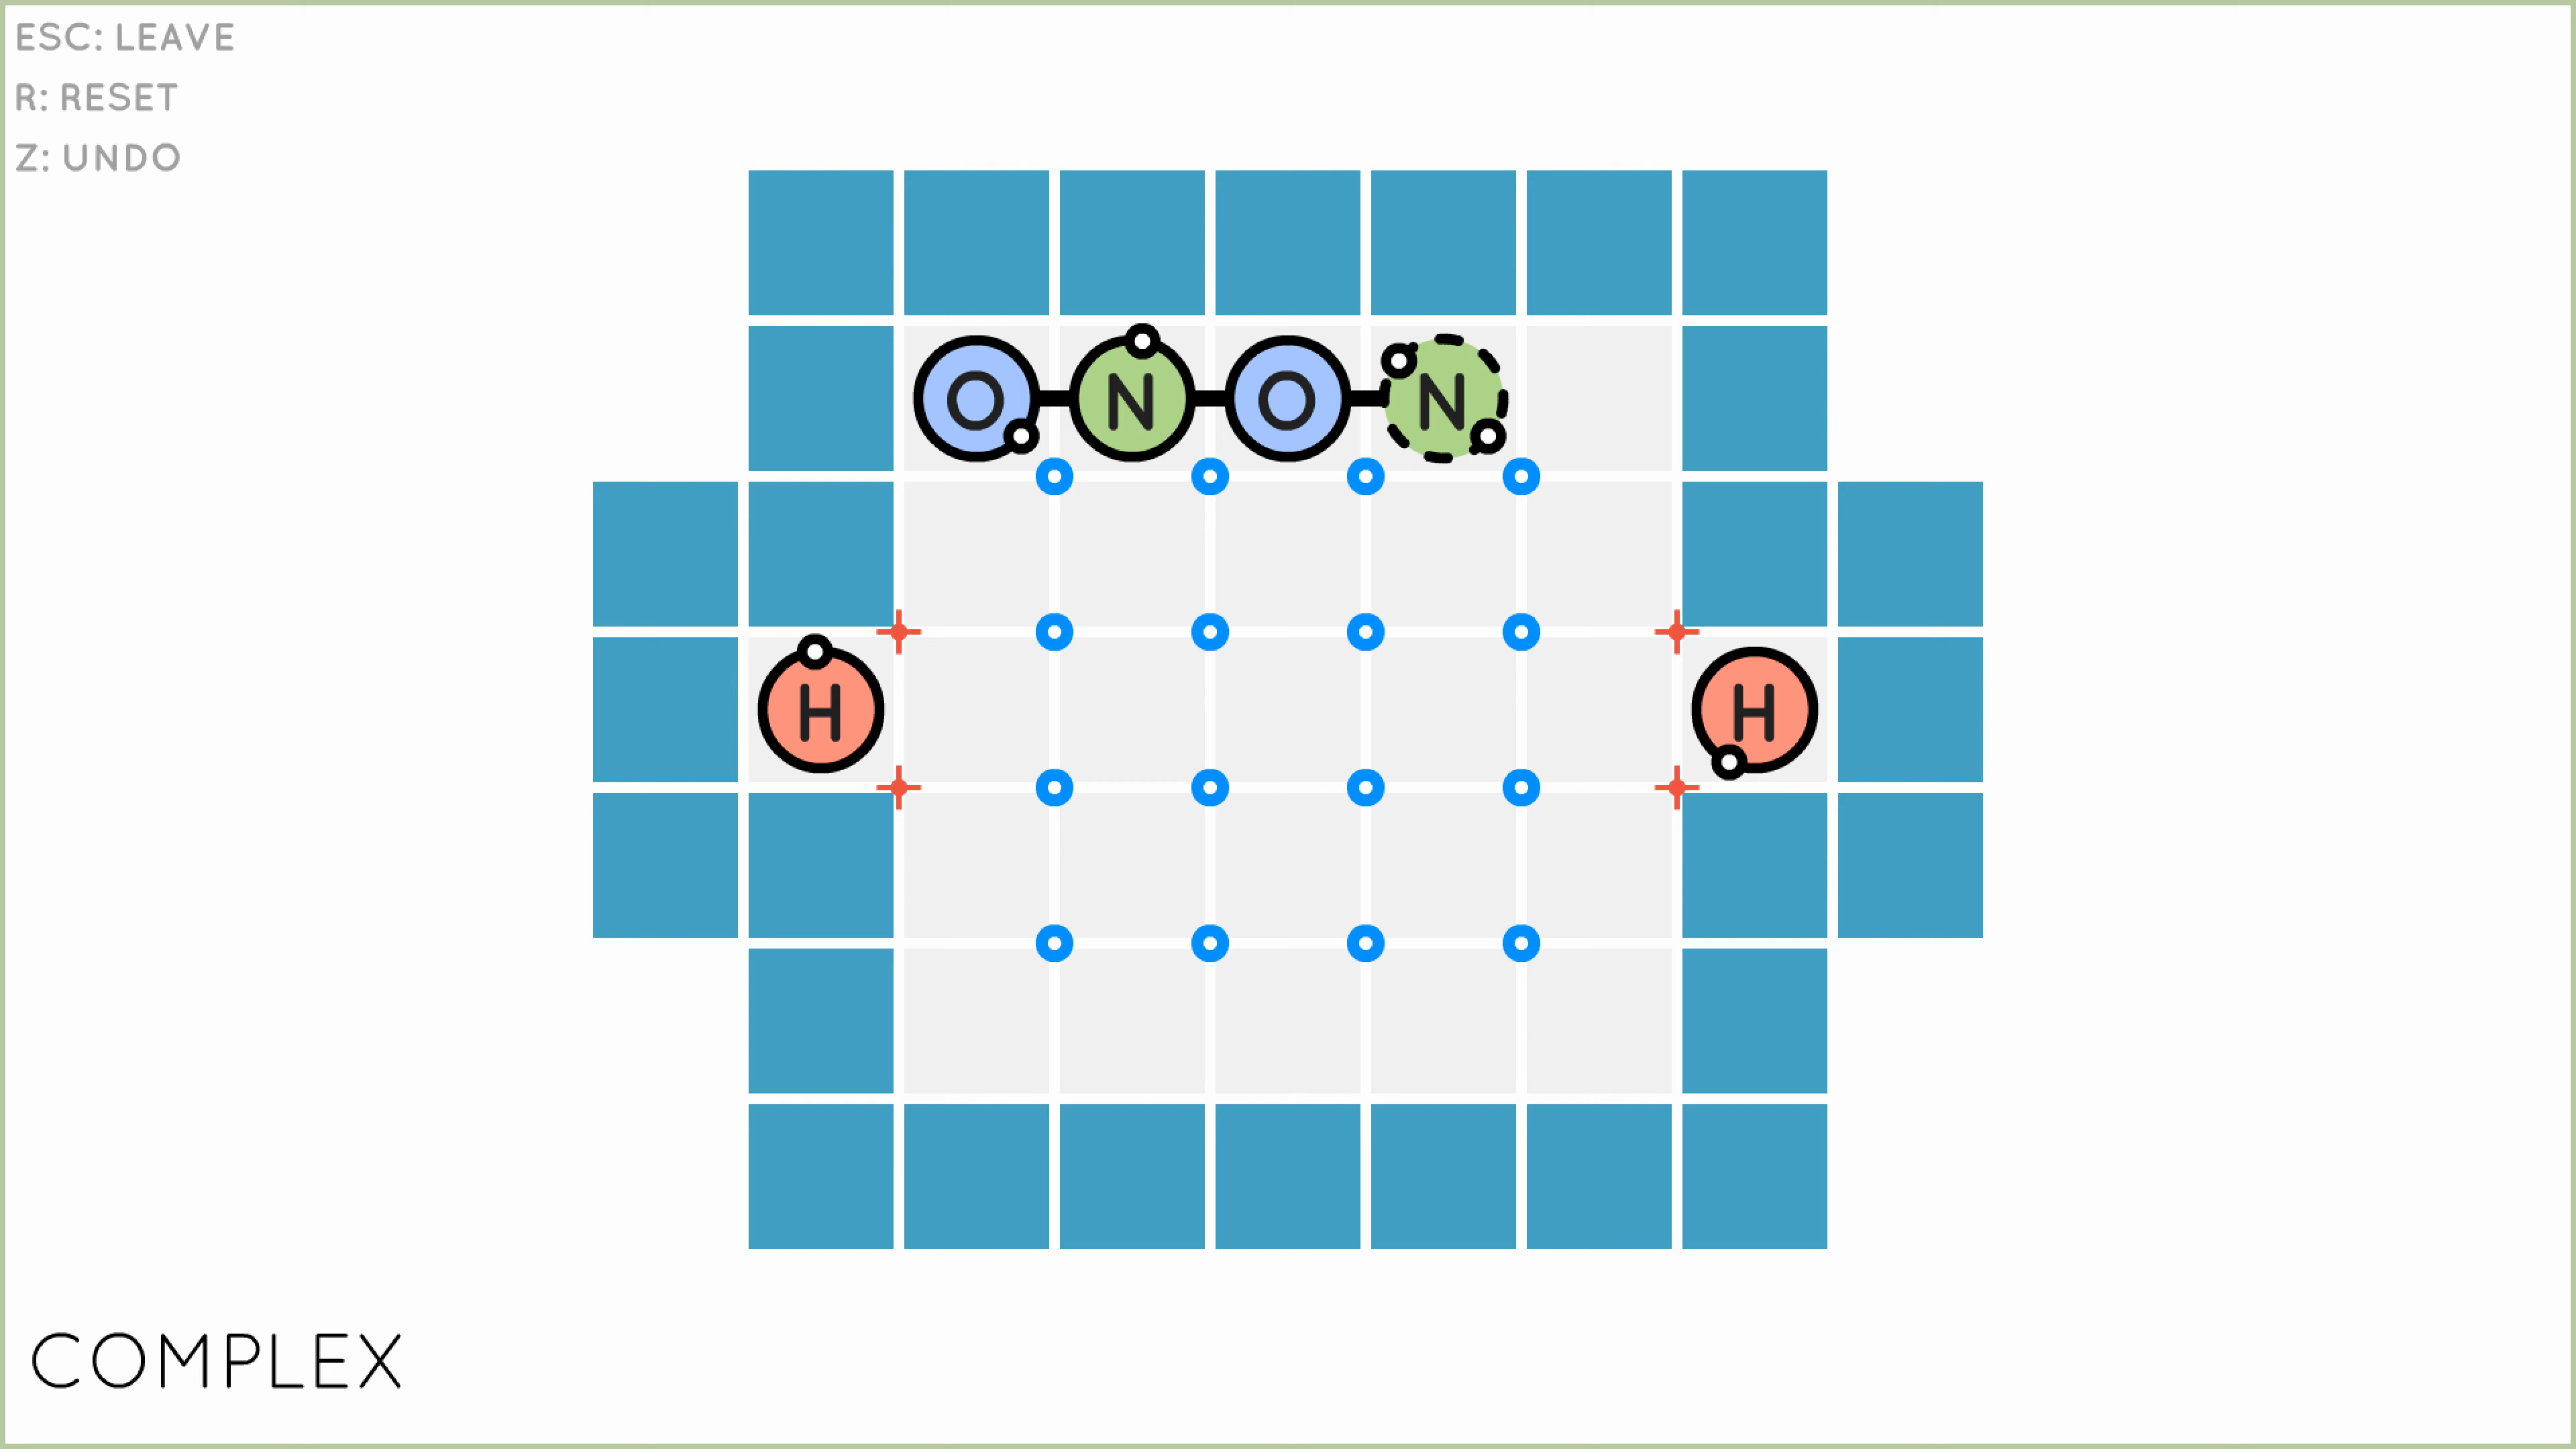 ESC: LEAVE
R: RESET
Z: UNDO
O N O N
H H
COMPLEX